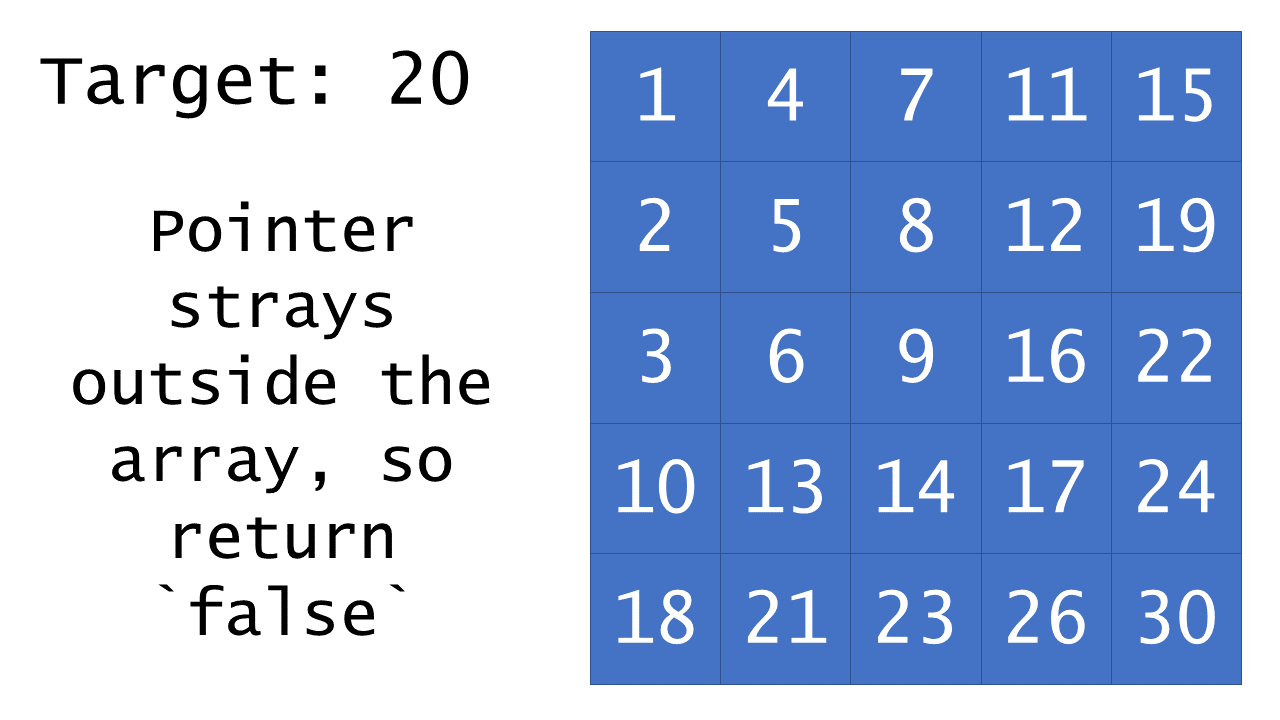 Target: 20
Pointer
strays
outside the
array, so
return
`false`
1 4 7 11 15
2 5 8 12 19
3 6 9 16 22
10 13 14 17 24
18 21 23 26 30